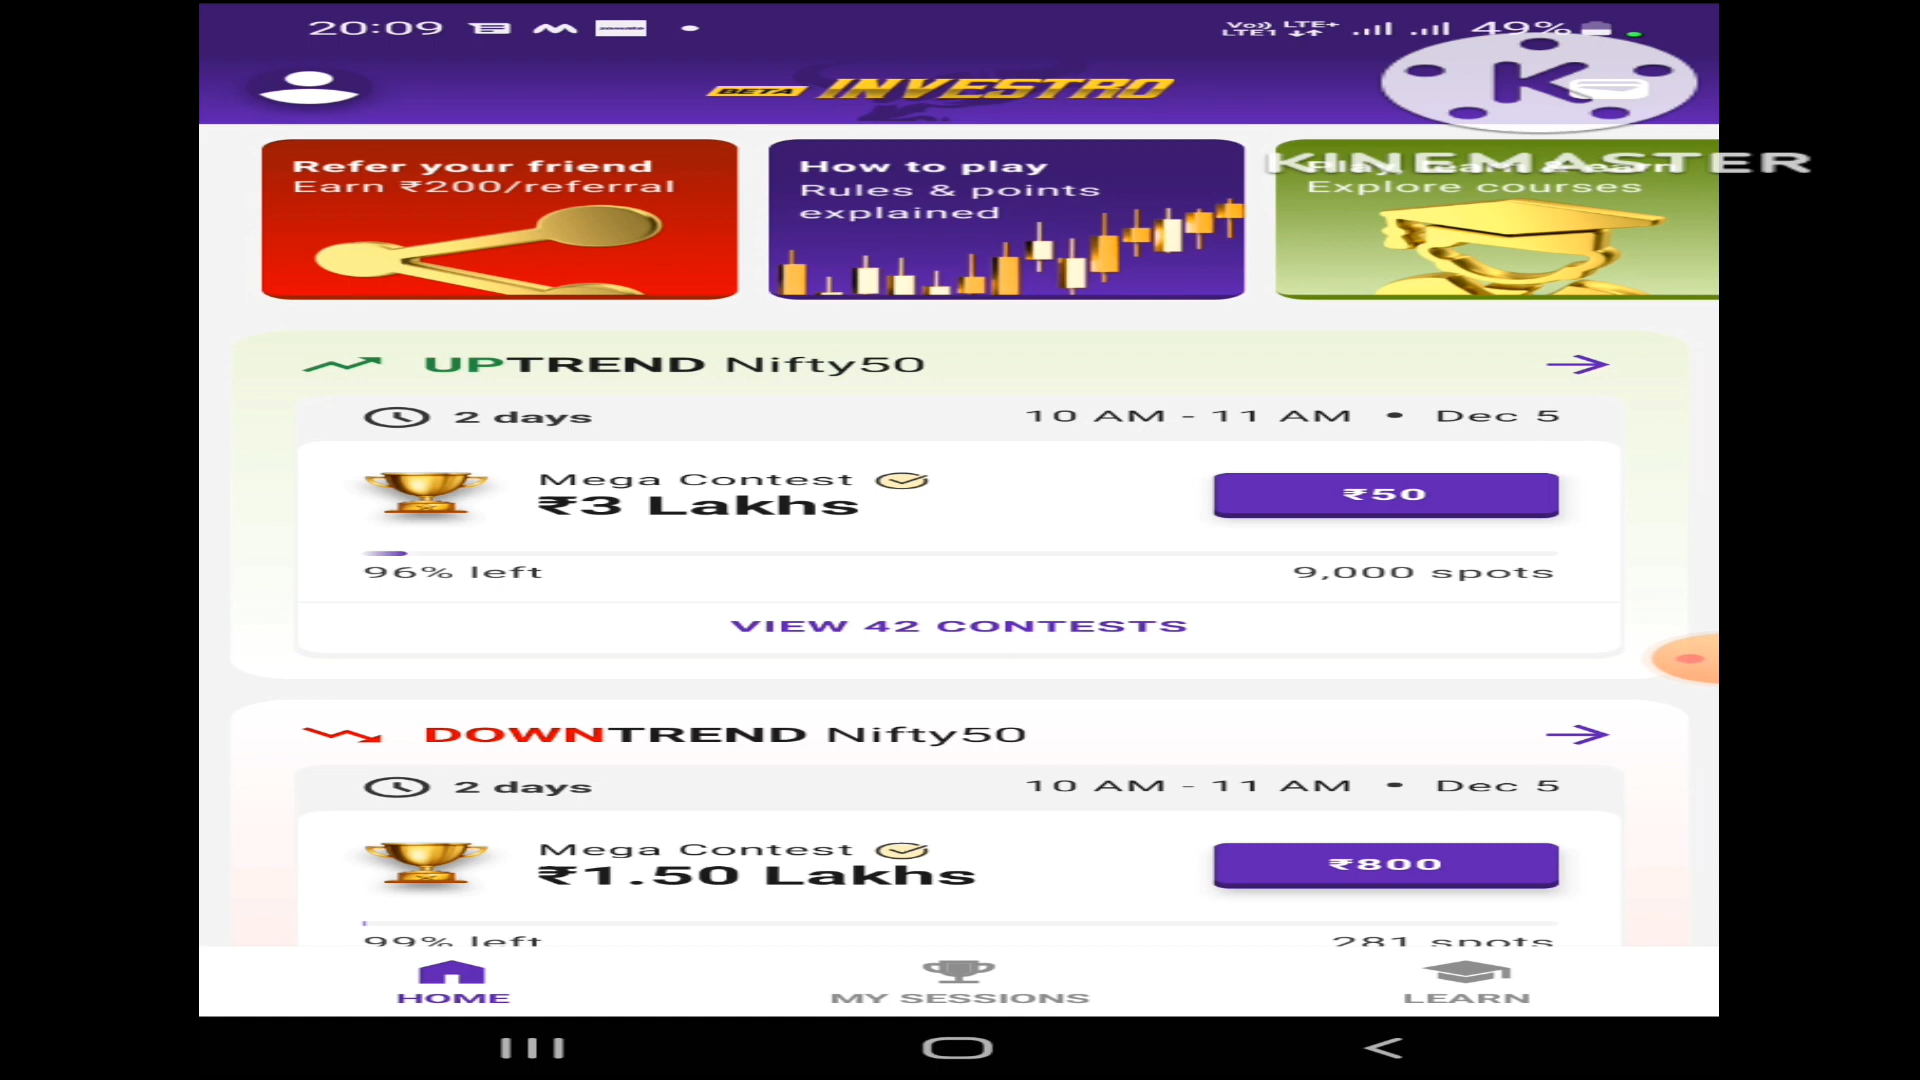 20:09
Vo)) LTE+
LTE1
49%
BETA INVESTRO
K
KINEMASTER
Refer your friend
Earn ₹200/referral
How to play
Rules & points
explained
Explore courses
UPTREND Nifty50
2 days
10 AM - 11 AM • Dec 5
Mega Contest
₹3 Lakhs
₹50
96% left
9,000 spots
VIEW 42 CONTESTS
DOWNTREND Nifty50
2 days
10 AM - 11 AM • Dec 5
Mega Contest
₹1.50 Lakhs
₹800
99% left
281 spots
HOME
MY SESSIONS
LEARN